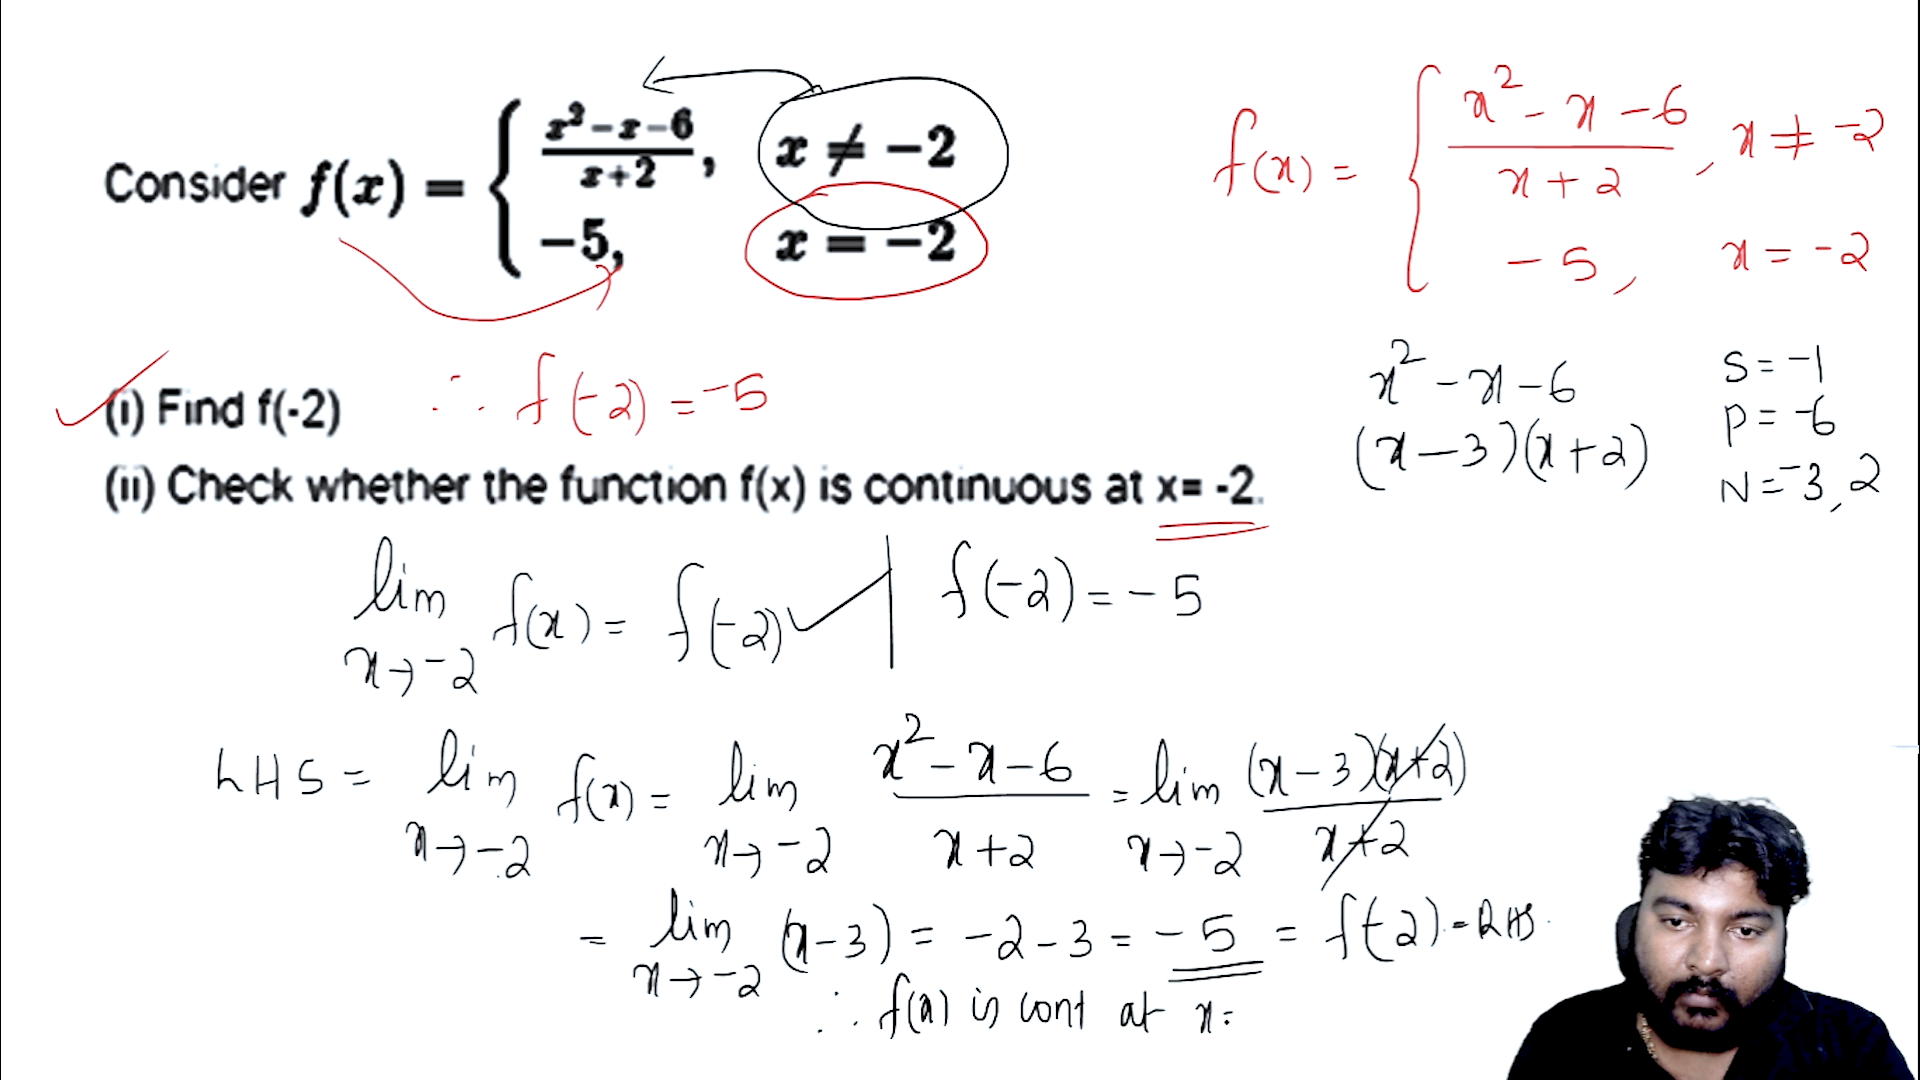 Consider f(x) = { x²-x-6 / x+2, x ≠ -2
-5, x = -2
f(x) = { x² - x - 6 / x + 2, x ≠ -2
-5, x = -2
(i) Find f(-2)
∴ f(-2) = -5
x² - x - 6
(x-3)(x+2)
S = -1
P = -6
N = -3, 2
(ii) Check whether the function f(x) is continuous at x= -2.
lim x→-2 f(x) = f(-2)
f(-2) = -5
LHS = lim x→-2 f(x) = lim x→-2 x² - x - 6 / x+2 = lim x→-2 (x-3)(x+2) / x+2
= lim x→-2 (x-3) = -2-3 = -5 = f(-2) = RHS.
∴ f(x) is cont at x =